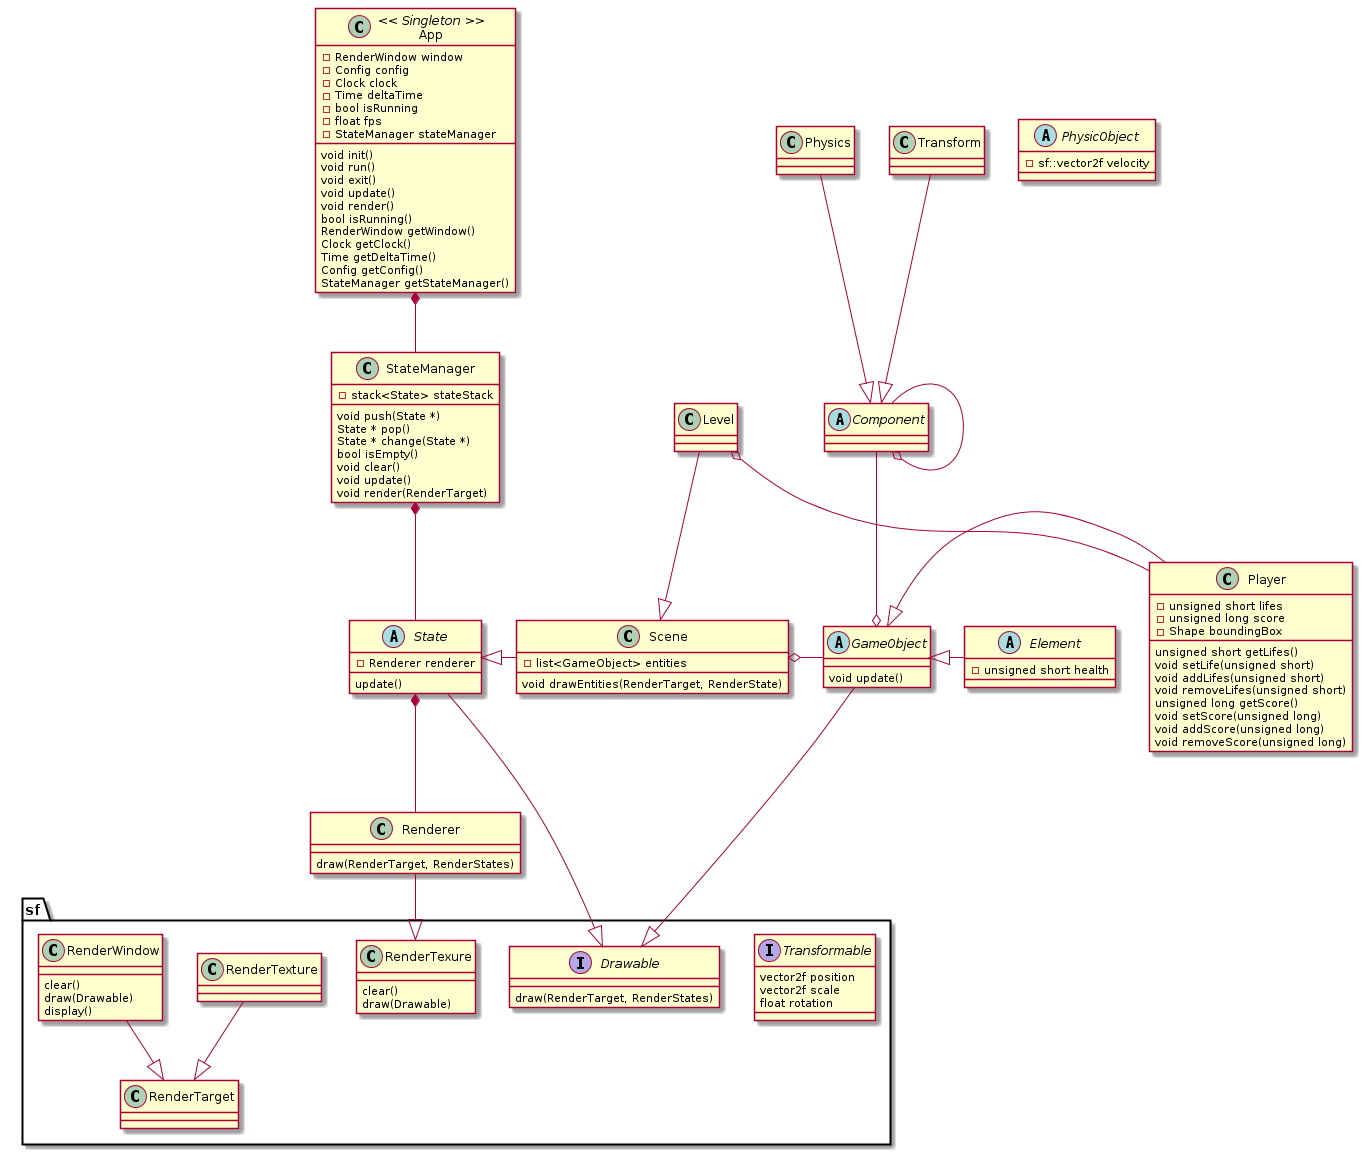 << Singleton >>
C App
RenderWindow window
Config config
Clock clock
Time deltaTime
bool isRunning
float fps
StateManager stateManager
void init()
void run()
void exit()
void update()
void render()
bool isRunning()
RenderWindow getWindow()
Clock getClock()
Time getDeltaTime()
Config getConfig()
StateManager getStateManager()
C Physics
C Transform
A PhysicObject
sf::vector2f velocity
C StateManager
stack<State> stateStack
void push(State *)
State * pop()
State * change(State *)
bool isEmpty()
void clear()
void update()
void render(RenderTarget)
C Level
A Component
C Player
unsigned short lifes
unsigned long score
Shape boundingBox
unsigned short getLifes()
void setLife(unsigned short)
void addLifes(unsigned short)
void removeLifes(unsigned short)
unsigned long getScore()
void setScore(unsigned long)
void addScore(unsigned long)
void removeScore(unsigned long)
A State
Renderer renderer
update()
C Scene
list<GameObject> entities
void drawEntities(RenderTarget, RenderState)
A GameObject
void update()
A Element
unsigned short health
C Renderer
draw(RenderTarget, RenderStates)
sf
C RenderWindow
clear()
draw(Drawable)
display()
C RenderTexture
C RenderTexure
clear()
draw(Drawable)
I Drawable
draw(RenderTarget, RenderStates)
I Transformable
vector2f position
vector2f scale
float rotation
C RenderTarget